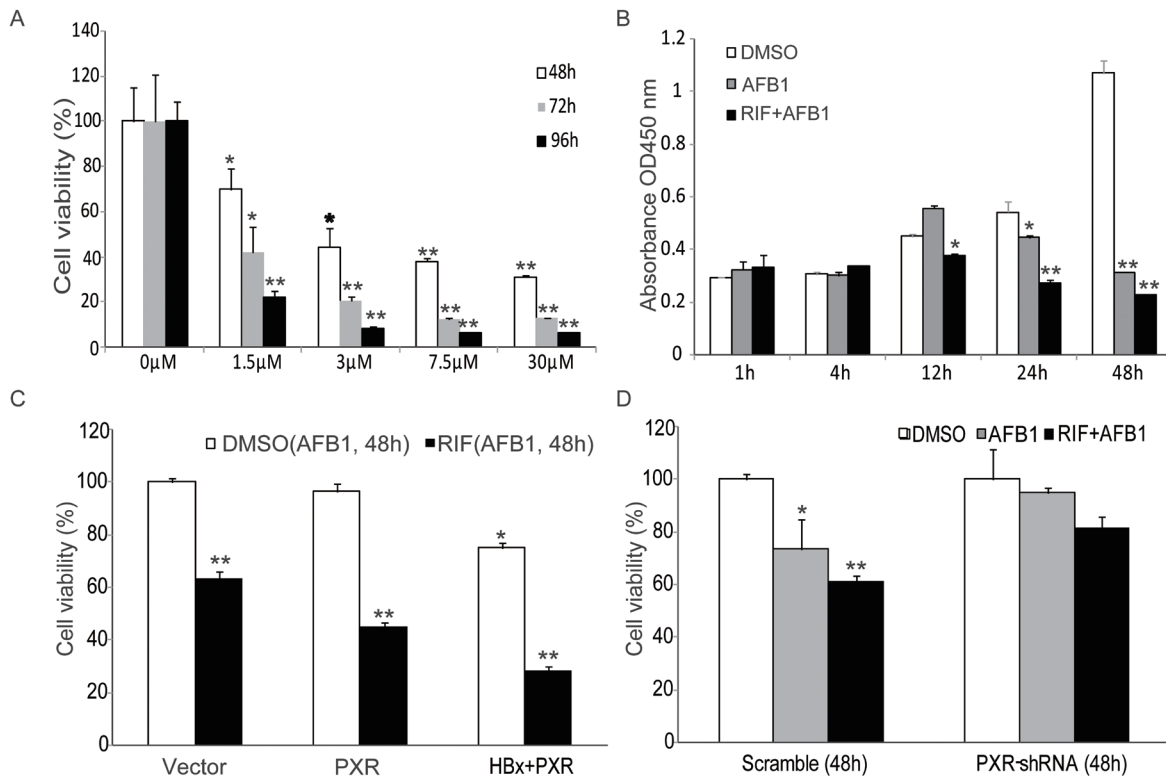 A
Cell viability (%)
140
120
100
80
60
40
20
0
48h
72h
96h
*
*
**
*
**
**
**
**
**
**
**
**
0μM
1.5μM
3μM
7.5μM
30μM
B
Absorbance OD450 nm
1.2
1
0.8
0.6
0.4
0.2
0
DMSO
AFB1
RIF+AFB1
*
*
**
**
**
1h
4h
12h
24h
48h
C
Cell viability (%)
120
100
80
60
40
20
0
DMSO(AFB1, 48h)
RIF(AFB1, 48h)
**
**
*
**
Vector
PXR
HBx+PXR
D
Cell viability (%)
120
100
80
60
40
20
0
DMSO
AFB1
RIF+AFB1
*
**
Scramble (48h)
PXR-shRNA (48h)